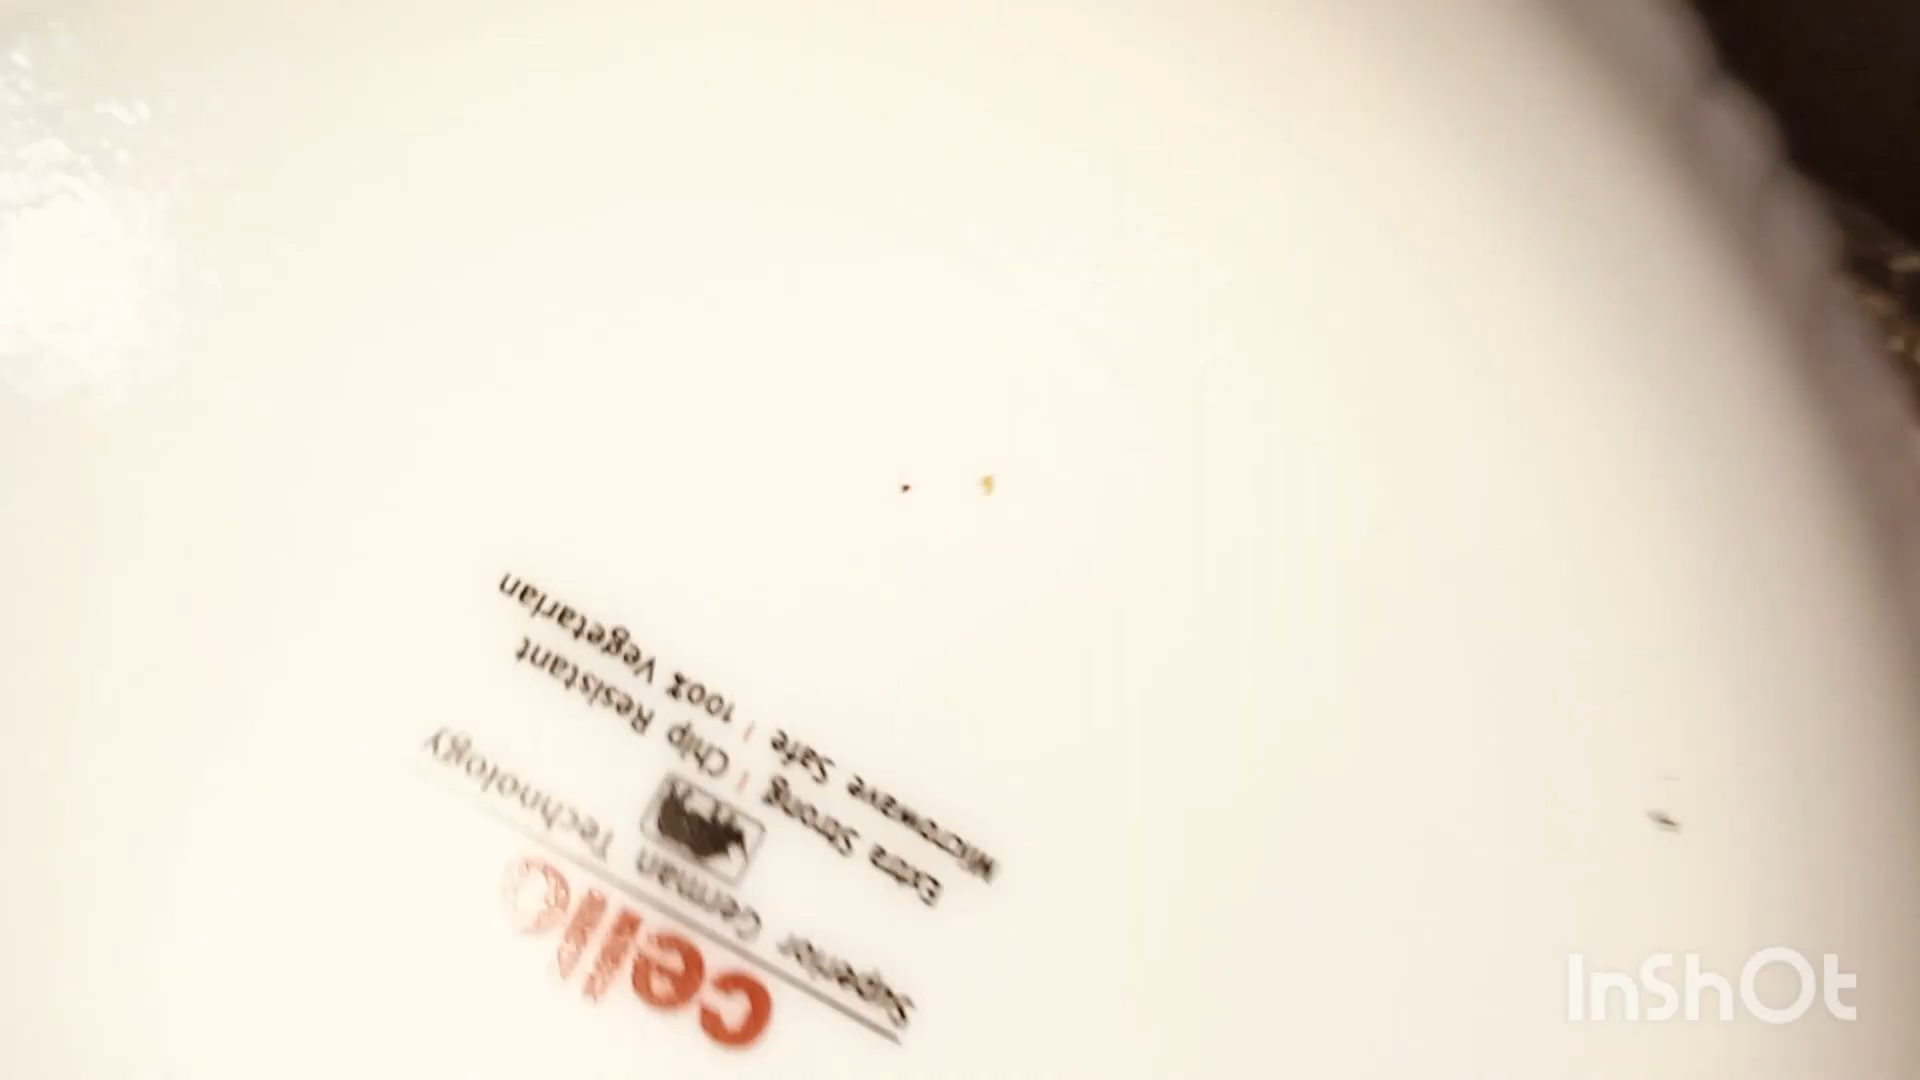 cello
Superior German Technology
Extra Strong | Chip Resistant
Microwave Safe | 100% Vegetarian
InShOt